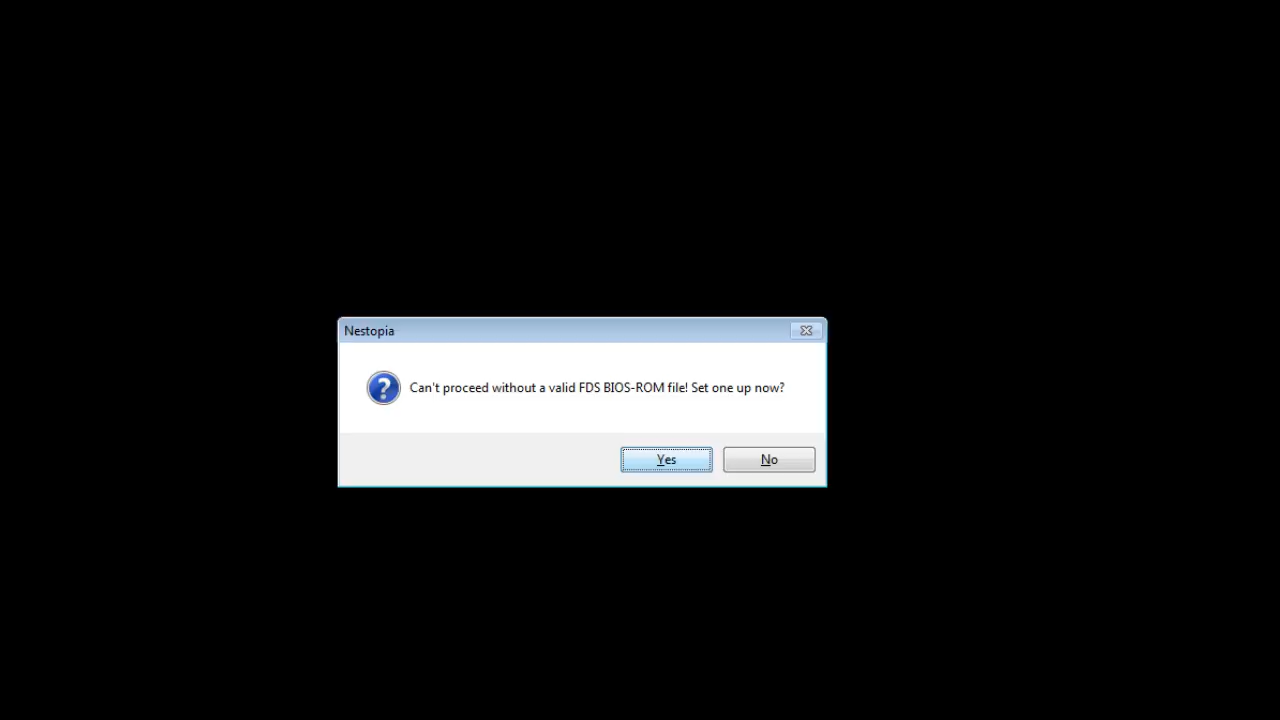 Nestopia
Can't proceed without a valid FDS BIOS-ROM file! Set one up now?
Yes
No